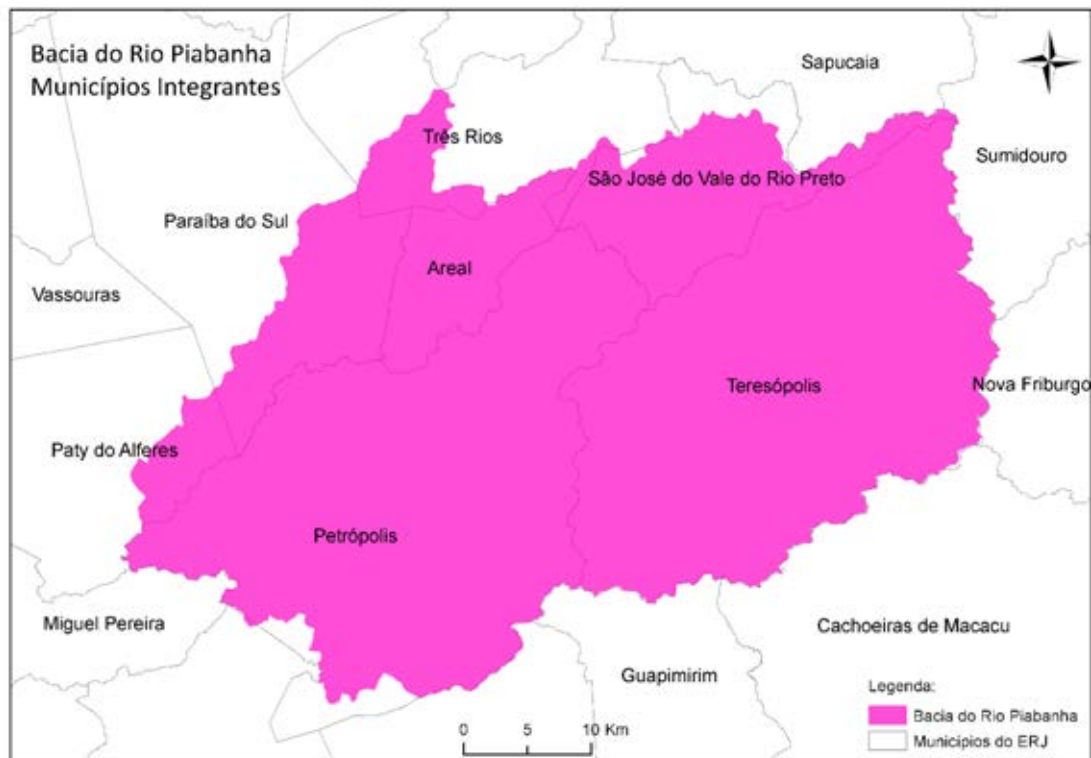 Bacia do Rio Piabanha
Municípios Integrantes
Sapucaia
Três Rios
Sumidouro
São José do Vale do Rio Preto
Paraíba do Sul
Areal
Vassouras
Teresópolis
Nova Friburgo
Paty do Alferes
Petrópolis
Miguel Pereira
Cachoeiras de Macacu
Guapimirim
Legenda:
Bacia do Rio Piabanha
Municípios do ERJ
0 5 10 Km